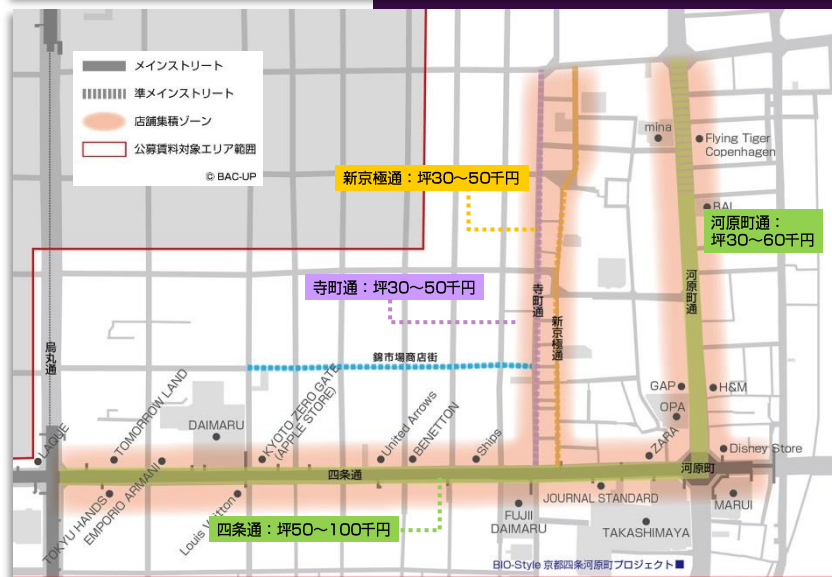 メインストリート
準メインストリート
店舗集積ゾーン
公募賃料対象エリア範囲
© BAC-UP
mina
Flying Tiger
Copenhagen
新京極通：坪30〜50千円
BAL
河原町通：
坪30〜60千円
寺町通：坪30〜50千円
寺町通
新京極通
河原町通
烏丸通
錦市場商店街
GAP
H&M
OPA
LAQUE
TOMORROW LAND
DAIMARU
KYOTO ZERO GATE
(APPLE STORE)
United Arrows
BENETTON
Ships
ZARA
Disney Store
四条通
河原町
TOKYU HANDS
EMPORIO ARMANI
Louis Vuitton
四条通：坪50〜100千円
FUJII
DAIMARU
JOURNAL STANDARD
TAKASHIMAYA
MARUI
BIO-Style 京都四条河原町プロジェクト■